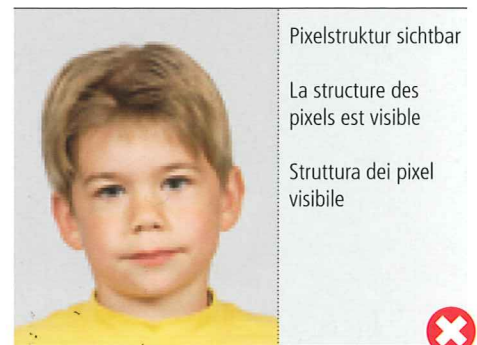 Pixelstruktur sichtbar
La structure des
pixels est visible
Struttura dei pixel
visibile